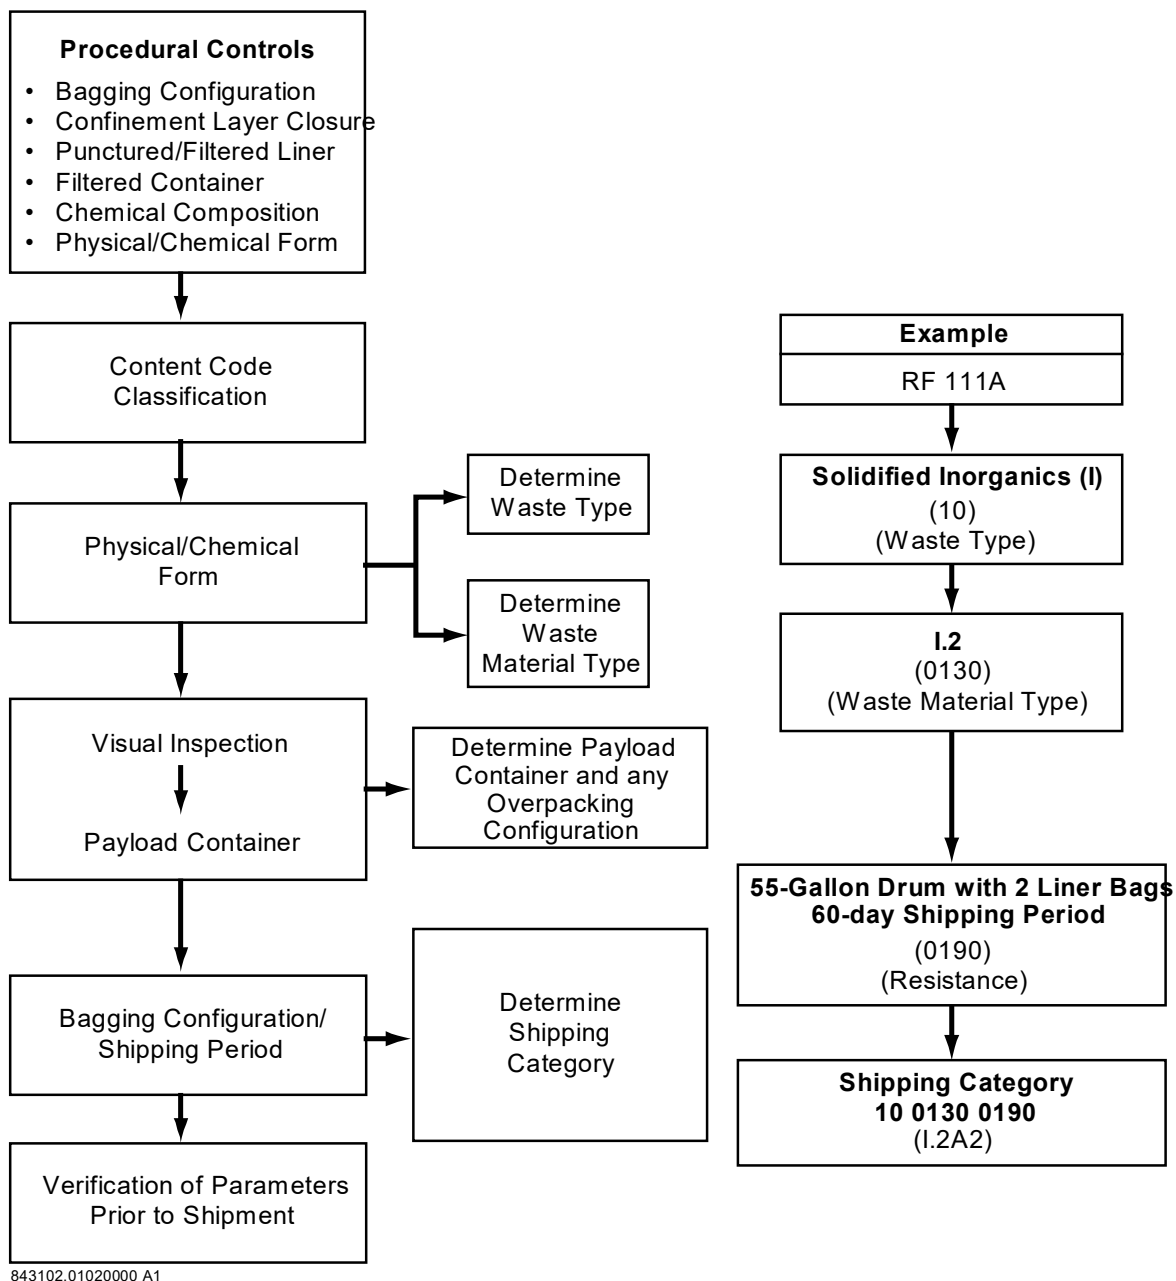 Procedural Controls
• Bagging Configuration
• Confinement Layer Closure
• Punctured/Filtered Liner
• Filtered Container
• Chemical Composition
• Physical/Chemical Form
Content Code
Classification
Physical/Chemical
Form
Determine
Waste Type
Determine
Waste
Material Type
Visual Inspection
Payload Container
Determine Payload
Container and any
Overpacking
Configuration
Bagging Configuration/
Shipping Period
Determine
Shipping
Category
Verification of Parameters
Prior to Shipment
Example
RF 111A
Solidified Inorganics (I)
(10)
(Waste Type)
I.2
(0130)
(Waste Material Type)
55-Gallon Drum with 2 Liner Bags
60-day Shipping Period
(0190)
(Resistance)
Shipping Category
10 0130 0190
(I.2A2)
843102.01020000 A1